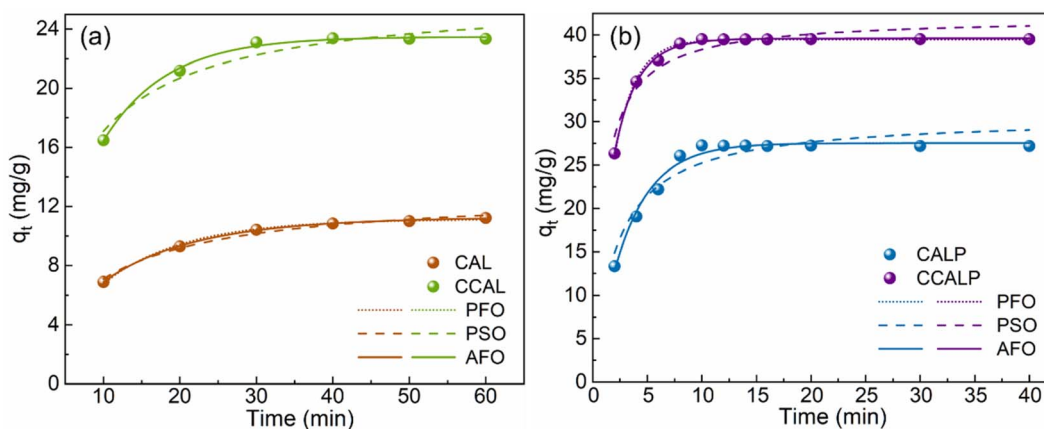 (a)
24
20
16
12
8
4
0
qt (mg/g)
CAL
CCAL
PFO
PSO
AFO
10 20 30 40 50 60
Time (min)
(b)
40
35
30
25
20
15
10
5
0
qt (mg/g)
CALP
CCALP
PFO
PSO
AFO
0 5 10 15 20 25 30 35 40
Time (min)